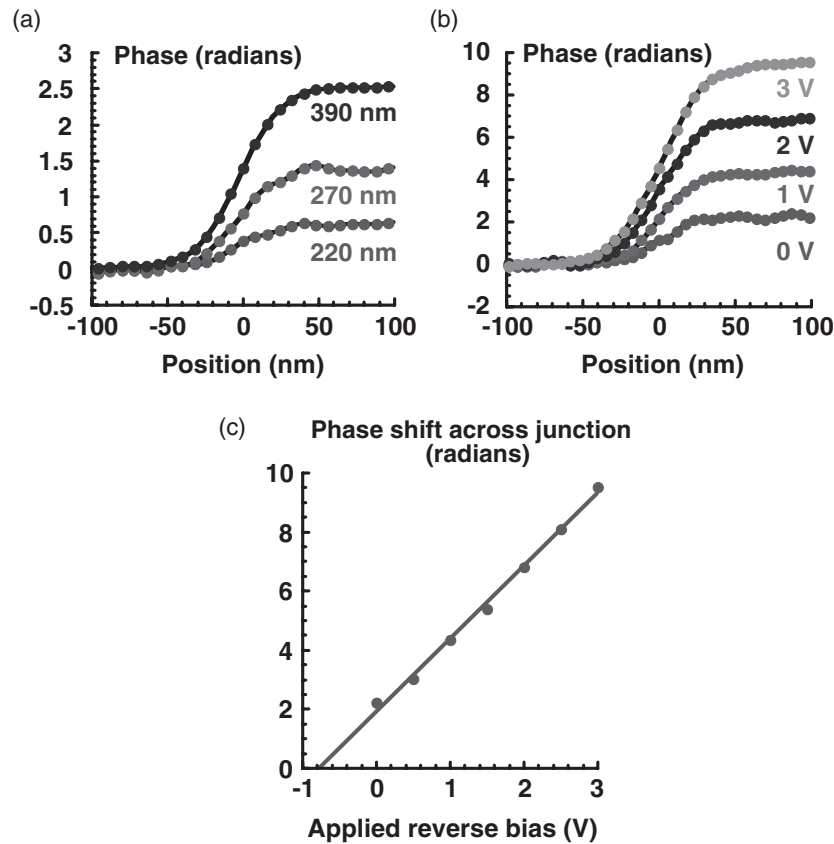 (a)
Phase (radians)
3
2.5
2
1.5
1
0.5
0
-0.5
390 nm
270 nm
220 nm
-100 -50 0 50 100
Position (nm)
(b)
Phase (radians)
10
8
6
4
2
0
-2
3 V
2 V
1 V
0 V
-100 -50 0 50 100
Position (nm)
(c)
Phase shift across junction
(radians)
10
8
6
4
2
0
-1 0 1 2 3
Applied reverse bias (V)